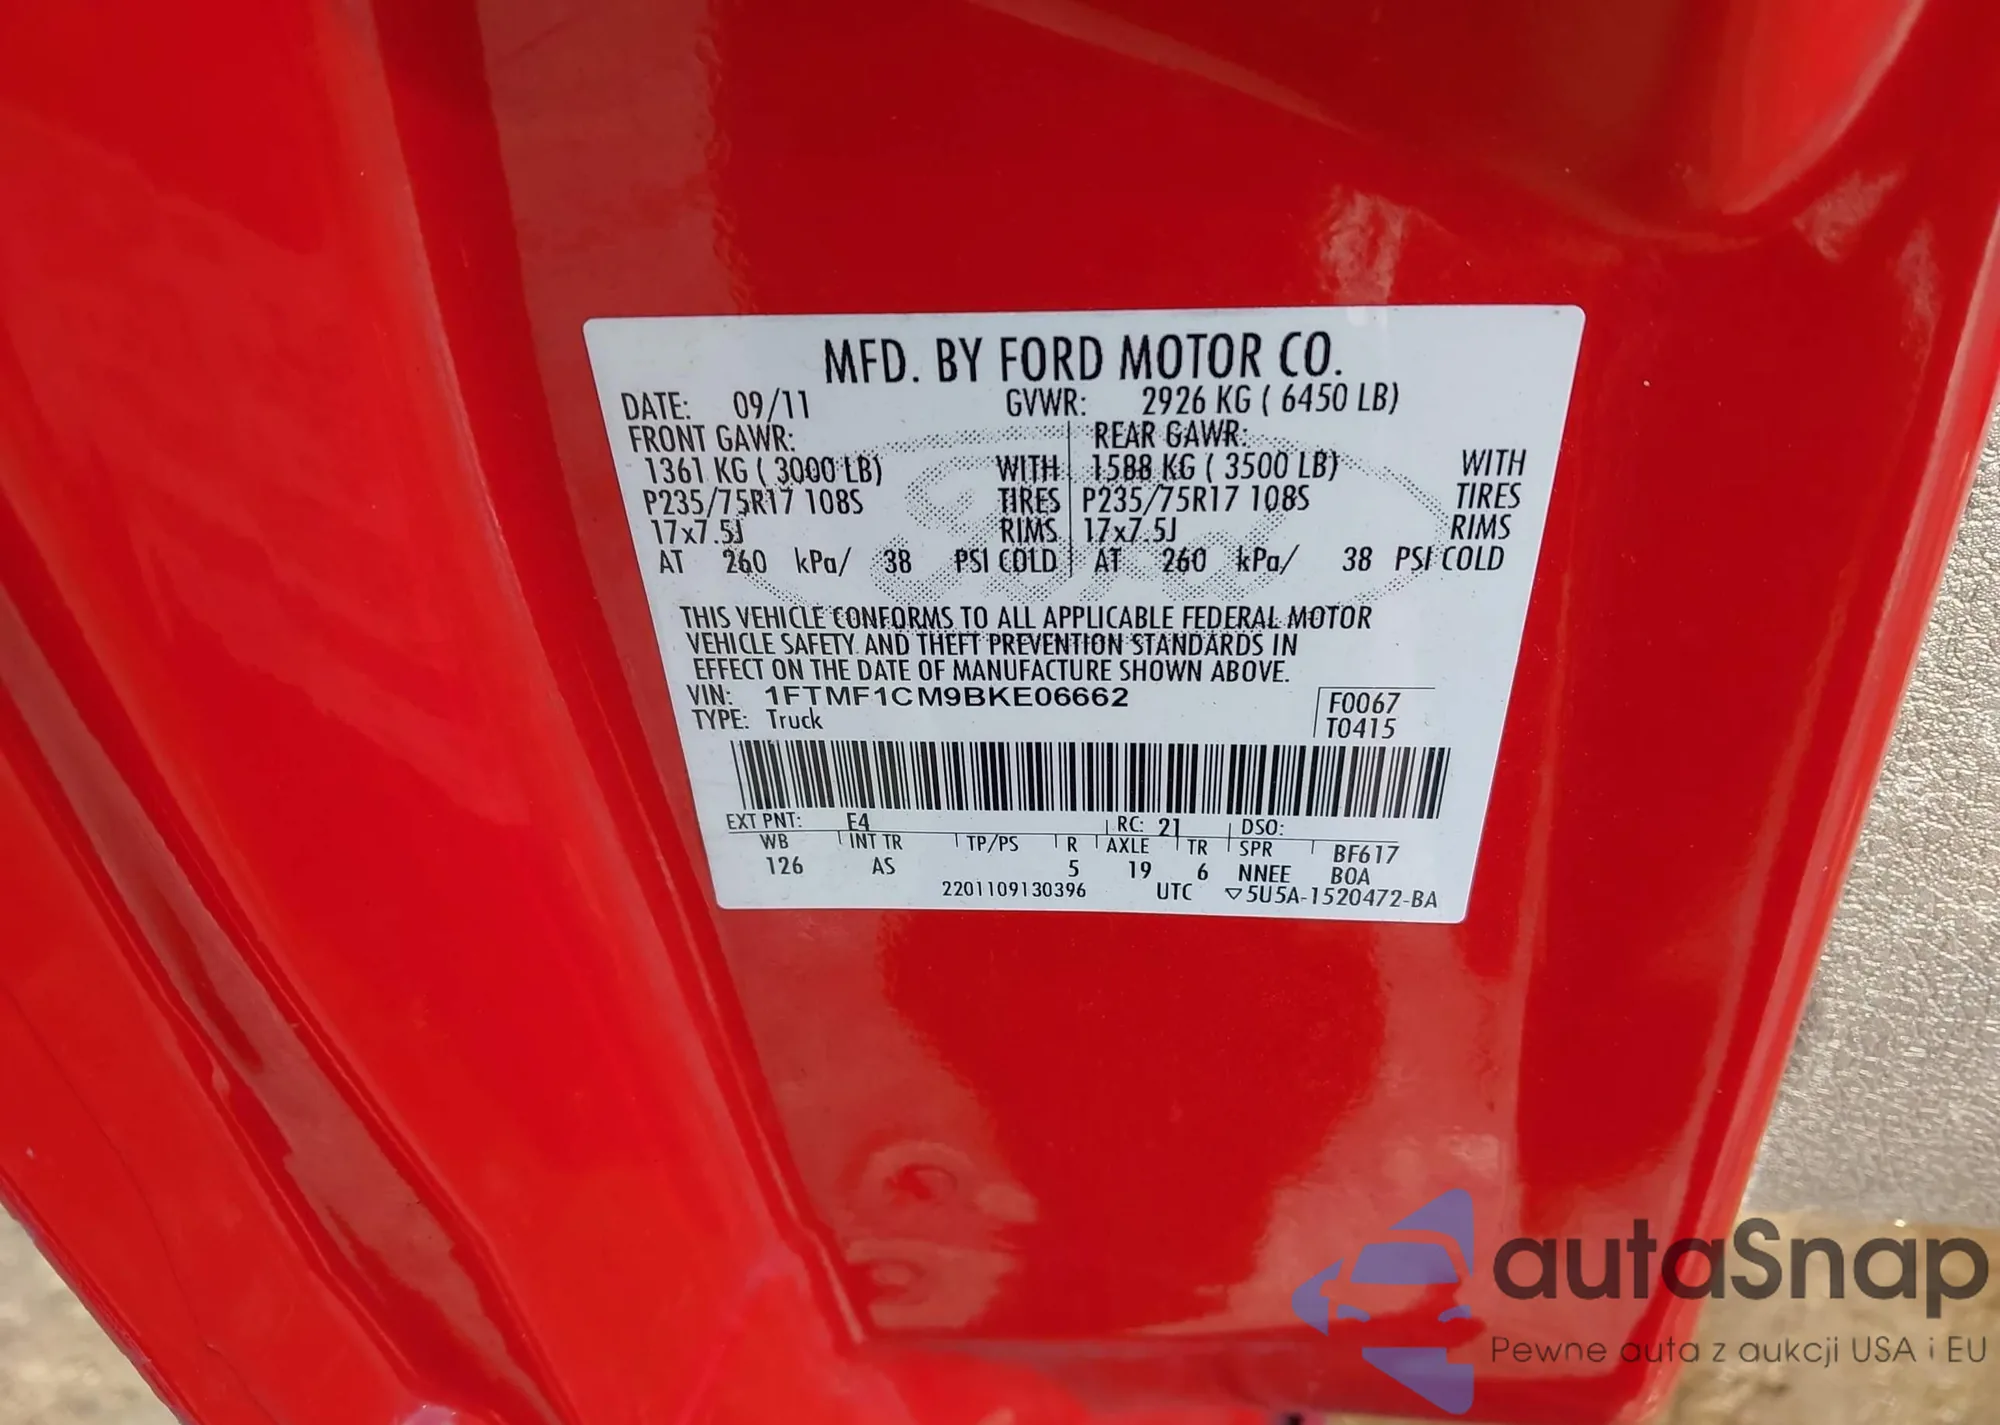 MFD. BY FORD MOTOR CO.
DATE: 09/11 GVWR: 2926 KG ( 6450 LB)
FRONT GAWR: REAR GAWR:
1361 KG ( 3000 LB) WITH 1588 KG ( 3500 LB) WITH
P235/75R17 108S TIRES P235/75R17 108S TIRES
17x7.5J RIMS 17x7.5J RIMS
AT 260 kPa/ 38 PSI COLD AT 260 kPa/ 38 PSI COLD
THIS VEHICLE CONFORMS TO ALL APPLICABLE FEDERAL MOTOR
VEHICLE SAFETY AND THEFT PREVENTION STANDARDS IN
EFFECT ON THE DATE OF MANUFACTURE SHOWN ABOVE.
VIN: 1FTMF1CM9BKE06662 F0067
TYPE: Truck T0415
EXT PNT: E4 RC: 21 DSO:
WB INT TR TP/PS R AXLE TR SPR BF617
126 AS 5 19 6 NNEE BOA
2201109130396 UTC ▽5U5A-1520472-BA
autaSnap
Pewne auta z aukcji USA i EU